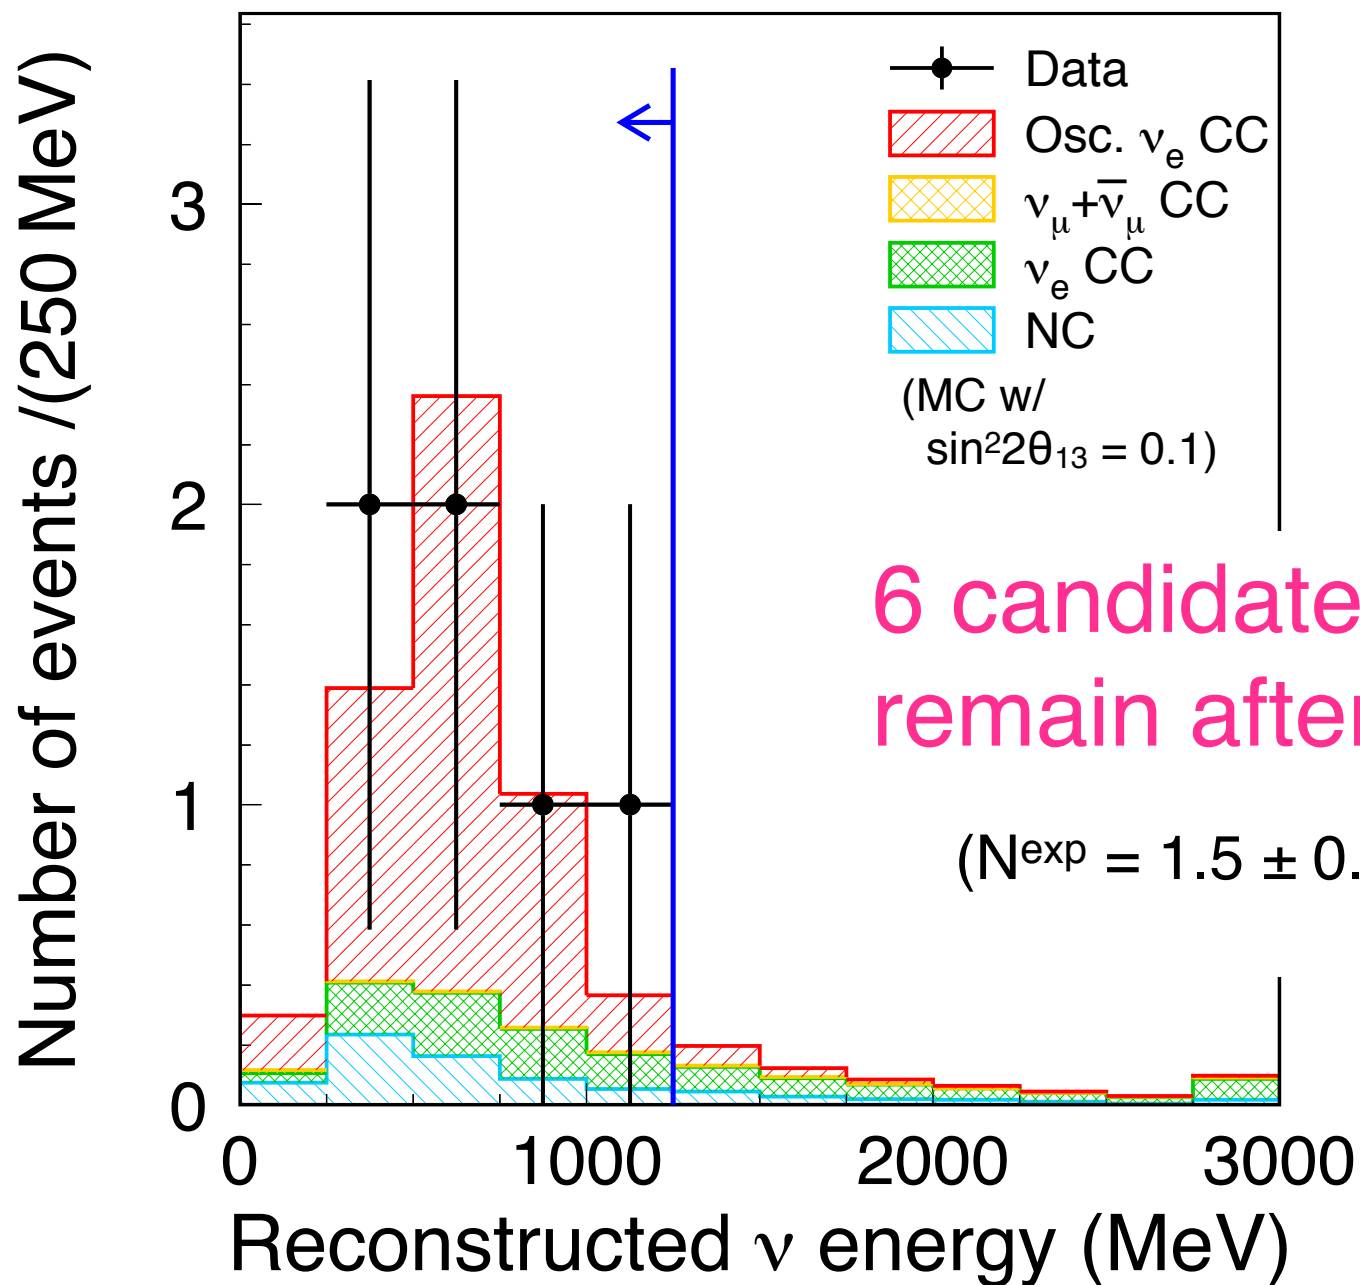 Number of events /(250 MeV)
3
2
1
0
Data
Osc. νe CC
νμ+ν̅μ CC
νe CC
NC
(MC w/
sin²2θ₁₃ = 0.1)
6 candidate
remain after
(Nexp = 1.5 ± 0.
0 1000 2000 3000
Reconstructed ν energy (MeV)